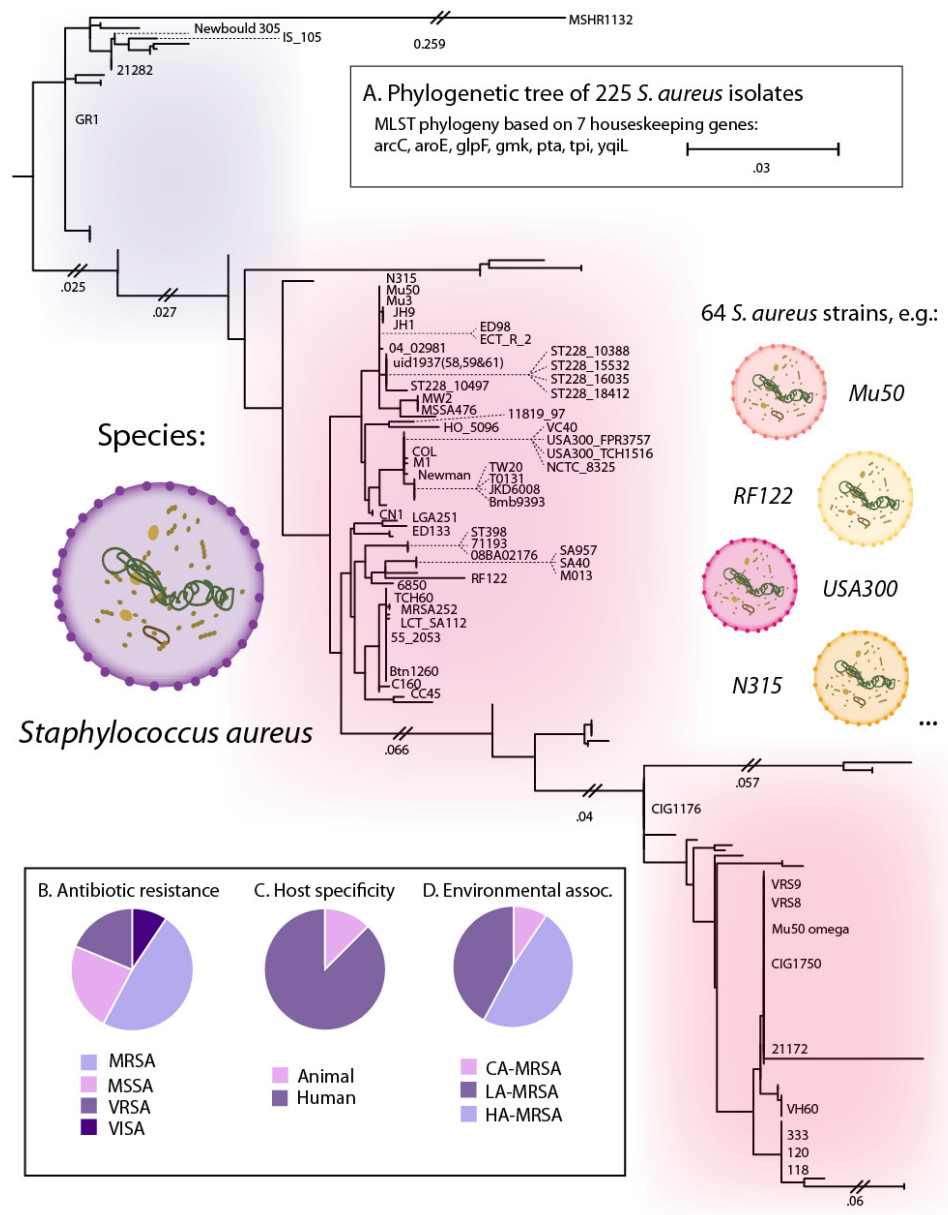 MSHR1132
Newbould 305
IS_105
0.259
21282
GR1
A. Phylogenetic tree of 225 S. aureus isolates
MLST phylogeny based on 7 houseskeeping genes:
arcC, aroE, glpF, gmk, pta, tpi, yqiL
.03
.025
.027
N315
Mu50
Mu3
JH9
JH1
ED98
ECT_R_2
04_02981
uid1937(58,59&61)
ST228_10388
ST228_15532
ST228_16035
ST228_18412
ST228_10497
MW2
MSSA476
11819_97
HO_5096
VC40
USA300_FPR3757
USA300_TCH1516
NCTC_8325
COL
M1
Newman
TW20
T0131
JKD6008
Bmb9393
CN1
LGA251
ED133
ST398
71193
08BA02176
SA957
SA40
M013
RF122
6850
TCH60
MRSA252
LCT_SA112
55_2053
Btn1260
C160
CC45
64 S. aureus strains, e.g.:
Mu50
RF122
USA300
N315
...
Species:
Staphylococcus aureus
.066
.04
.057
CIG1176
VRS9
VRS8
Mu50 omega
CIG1750
21172
VH60
333
120
118
.06
B. Antibiotic resistance
MRSA
MSSA
VRSA
VISA
C. Host specificity
Animal
Human
D. Environmental assoc.
CA-MRSA
LA-MRSA
HA-MRSA